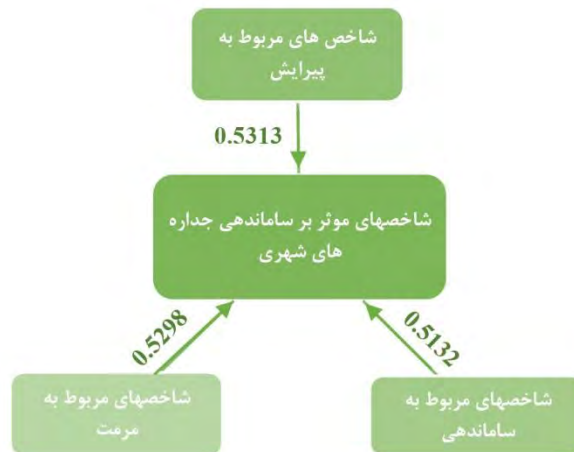 شاخص های مربوط به
پیرایش
0.5313
شاخصهای موثر بر ساماندهی جداره
های شهری
0.5298
0.5132
شاخصهای مربوط به
مرمت
شاخصهای مربوط به
ساماندهی